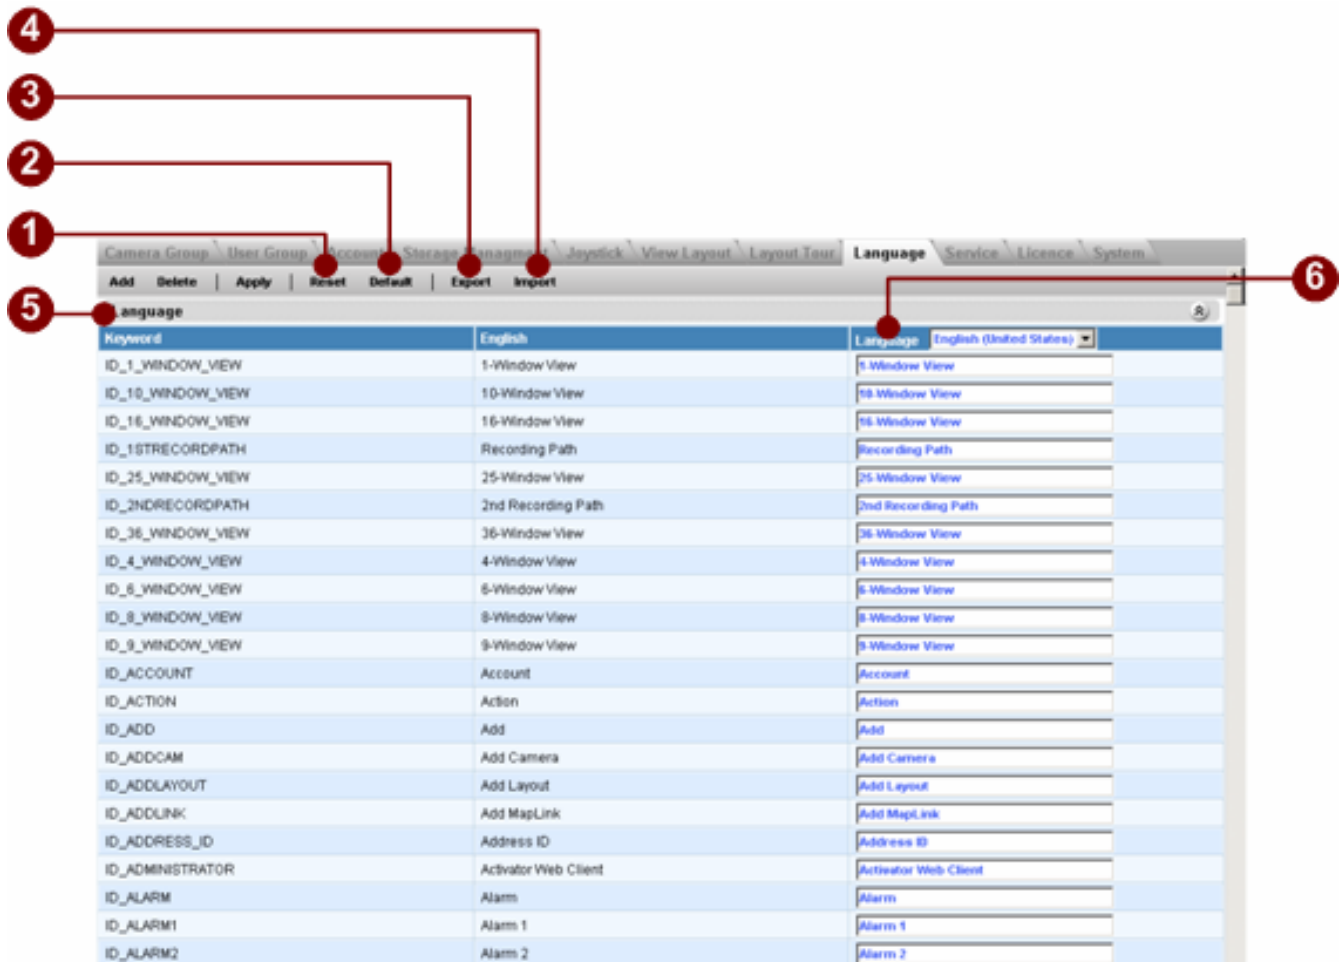 4
3
2
1
Camera Group User Group Account Storage Managment Joystick View Layout Layout Tour Language Service Licence System
Add Delete | Apply | Reset Default | Export Import
6
5
Language
Keyword English Language English (United States)
ID_1_WINDOW_VIEW 1-Window View 1-Window View
ID_10_WINDOW_VIEW 10-Window View 10-Window View
ID_16_WINDOW_VIEW 16-Window View 16-Window View
ID_1STRECORDPATH Recording Path Recording Path
ID_25_WINDOW_VIEW 25-Window View 25-Window View
ID_2NDRECORDPATH 2nd Recording Path 2nd Recording Path
ID_36_WINDOW_VIEW 36-Window View 36-Window View
ID_4_WINDOW_VIEW 4-Window View 4-Window View
ID_6_WINDOW_VIEW 6-Window View 6-Window View
ID_8_WINDOW_VIEW 8-Window View 8-Window View
ID_9_WINDOW_VIEW 9-Window View 9-Window View
ID_ACCOUNT Account Account
ID_ACTION Action Action
ID_ADD Add Add
ID_ADDCAM Add Camera Add Camera
ID_ADDLAYOUT Add Layout Add Layout
ID_ADDLINK Add MapLink Add MapLink
ID_ADDRESS_ID Address ID Address ID
ID_ADMINISTRATOR Activator Web Client Activator Web Client
ID_ALARM Alarm Alarm
ID_ALARM1 Alarm 1 Alarm 1
ID_ALARM2 Alarm 2 Alarm 2